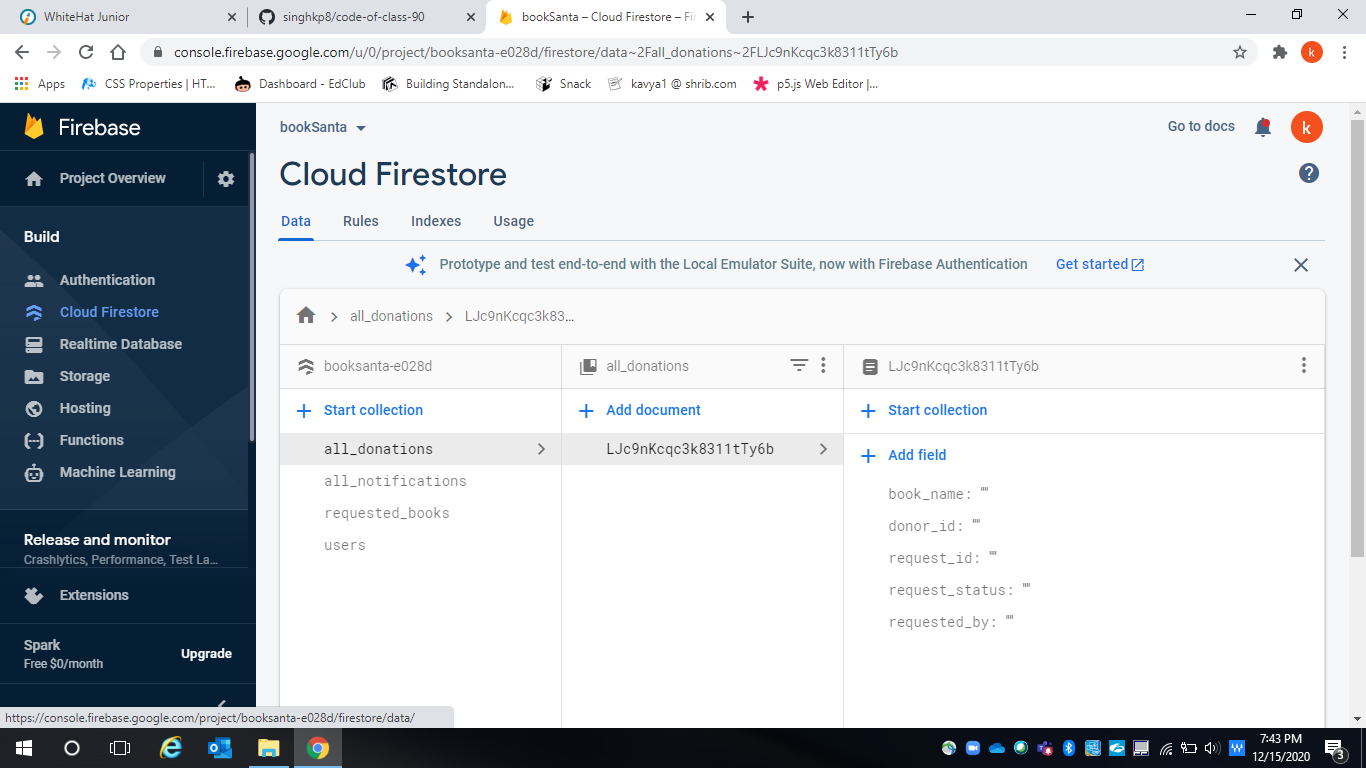 WhiteHat Junior
singhkp8/code-of-class-90
bookSanta – Cloud Firestore – Fir
console.firebase.google.com/u/0/project/booksanta-e028d/firestore/data~2Fall_donations~2FLJc9nKcqc3k8311tTy6b
k
Apps
CSS Properties | HT...
Dashboard - EdClub
Building Standalon...
Snack
kavya1 @ shrib.com
p5.js Web Editor |...
Firebase
bookSanta
Go to docs
k
Project Overview
Cloud Firestore
Build
Data
Rules
Indexes
Usage
Prototype and test end-to-end with the Local Emulator Suite, now with Firebase Authentication
Get started
Authentication
Cloud Firestore
Realtime Database
Storage
Hosting
Functions
Machine Learning
Release and monitor
Crashlytics, Performance, Test La...
Extensions
Spark
Free $0/month
Upgrade
all_donations
LJc9nKcqc3k83...
booksanta-e028d
Start collection
all_donations
all_notifications
requested_books
users
all_donations
Add document
LJc9nKcqc3k8311tTy6b
LJc9nKcqc3k8311tTy6b
Start collection
Add field
book_name: ""
donor_id: ""
request_id: ""
request_status: ""
requested_by: ""
https://console.firebase.google.com/project/booksanta-e028d/firestore/data/
7:43 PM
12/15/2020
3